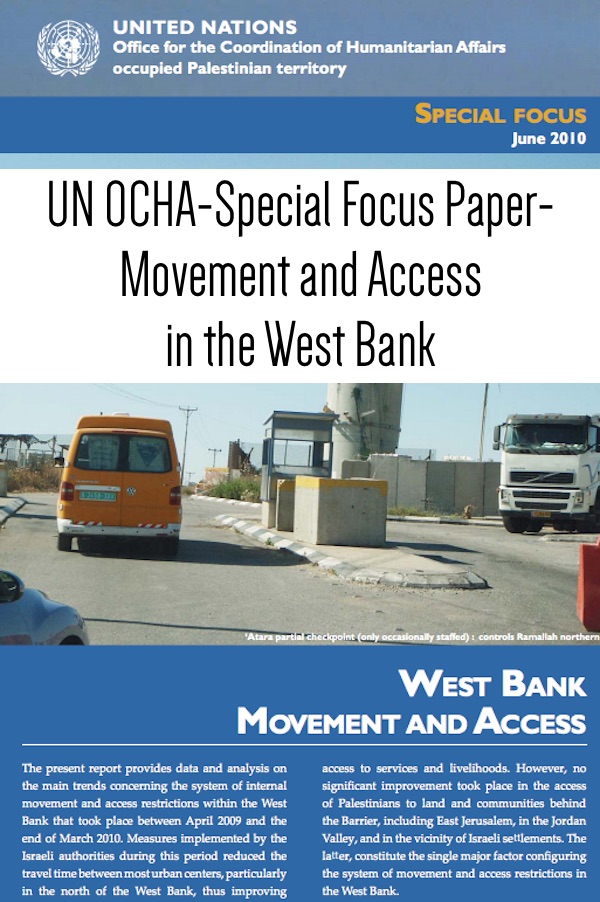 UNITED NATIONS
Office for the Coordination of Humanitarian Affairs
occupied Palestinian territory
SPECIAL FOCUS
June 2010
UN OCHA-Special Focus Paper-
Movement and Access
in the West Bank
'Atara partial checkpoint (only occasionally staffed) : controls Ramallah northern
WEST BANK
MOVEMENT AND ACCESS
The present report provides data and analysis on
the main trends concerning the system of internal
movement and access restrictions within the West
Bank that took place between April 2009 and the
end of March 2010. Measures implemented by the
Israeli authorities during this period reduced the
travel time between most urban centers, particularly
in the north of the West Bank, thus improving
access to services and livelihoods. However, no
significant improvement took place in the access
of Palestinians to land and communities behind
the Barrier, including East Jerusalem, in the Jordan
Valley, and in the vicinity of Israeli settlements. The
latter, constitute the single major factor configuring
the system of movement and access restrictions in
the West Bank.